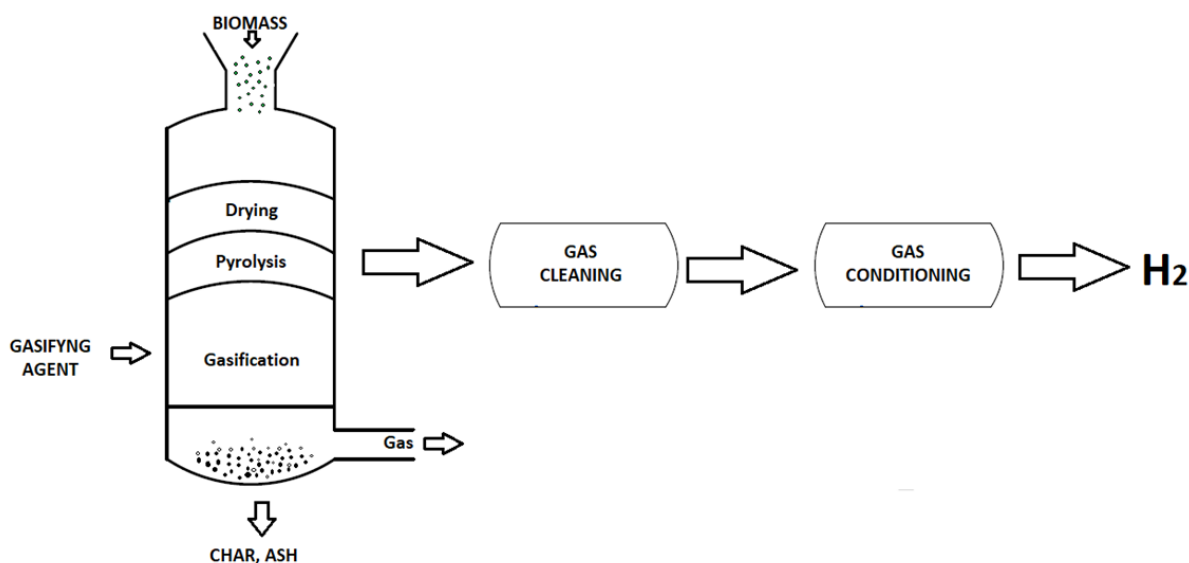 BIOMASS
Drying
Pyrolysis
GAS
CLEANING
GAS
CONDITIONING
H2
GASIFYNG
AGENT
Gasification
Gas
CHAR, ASH